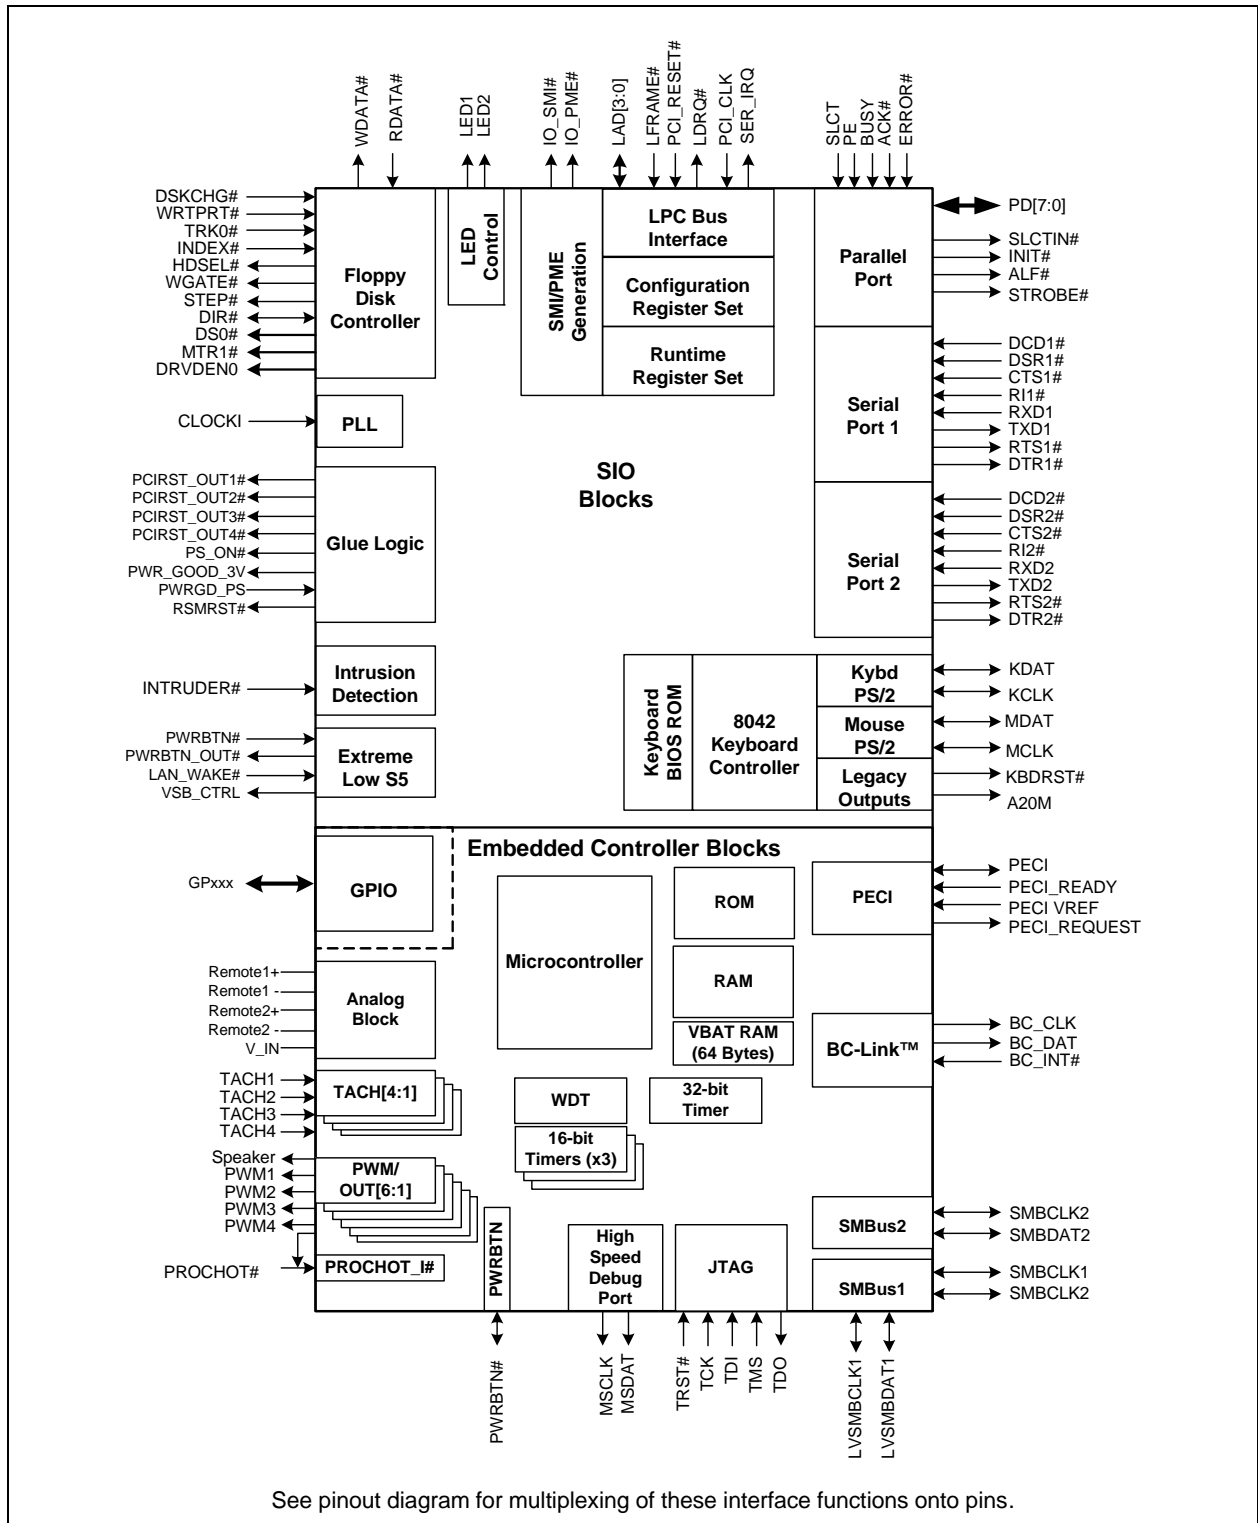 WDATA#
RDATA#
LED1
LED2
IO_SMI#
IO_PME#
LAD[3:0]
LFRAME#
PCI_RESET#
LDRQ#
PCI_CLK
SER_IRQ
SLCT
PE
BUSY
ACK#
ERROR#
DSKCHG#
WRTPRT#
TRK0#
INDEX#
HDSEL#
WGATE#
STEP#
DIR#
DS0#
MTR1#
DRVDEN0
Floppy
Disk
Controller
LED
Control
SMI/PME
Generation
LPC Bus
Interface
Configuration
Register Set
Runtime
Register Set
Parallel
Port
PD[7:0]
SLCTIN#
INIT#
ALF#
STROBE#
CLOCKI
PLL
Serial
Port 1
DCD1#
DSR1#
CTS1#
RI1#
RXD1
TXD1
RTS1#
DTR1#
SIO
Blocks
PCIRST_OUT1#
PCIRST_OUT2#
PCIRST_OUT3#
PCIRST_OUT4#
PS_ON#
PWR_GOOD_3V
PWRGD_PS
RSMRST#
Glue Logic
Serial
Port 2
DCD2#
DSR2#
CTS2#
RI2#
RXD2
TXD2
RTS2#
DTR2#
INTRUDER#
Intrusion
Detection
PWRBTN#
PWRBTN_OUT#
LAN_WAKE#
VSB_CTRL
Extreme
Low S5
Keyboard
BIOS ROM
8042
Keyboard
Controller
Kybd
PS/2
Mouse
PS/2
Legacy
Outputs
KDAT
KCLK
MDAT
MCLK
KBDRST#
A20M
Embedded Controller Blocks
GPxxx
GPIO
Microcontroller
ROM
RAM
VBAT RAM
(64 Bytes)
PECI
PECI
PECI_READY
PECI VREF
PECI_REQUEST
Remote1+
Remote1 -
Remote2+
Remote2 -
V_IN
Analog
Block
BC-Link™
BC_CLK
BC_DAT
BC_INT#
TACH1
TACH2
TACH3
TACH4
TACH[4:1]
WDT
32-bit
Timer
16-bit
Timers (x3)
Speaker
PWM1
PWM2
PWM3
PWM4
PWM/
OUT[6:1]
PROCHOT#
PROCHOT_I#
PWRBTN
High
Speed
Debug
Port
JTAG
SMBus2
SMBCLK2
SMBDAT2
SMBus1
SMBCLK1
SMBCLK2
PWRBTN#
MSCLK
MSDAT
TRST#
TCK
TDI
TMS
TDO
LVSMBCLK1
LVSMBDAT1
See pinout diagram for multiplexing of these interface functions onto pins.